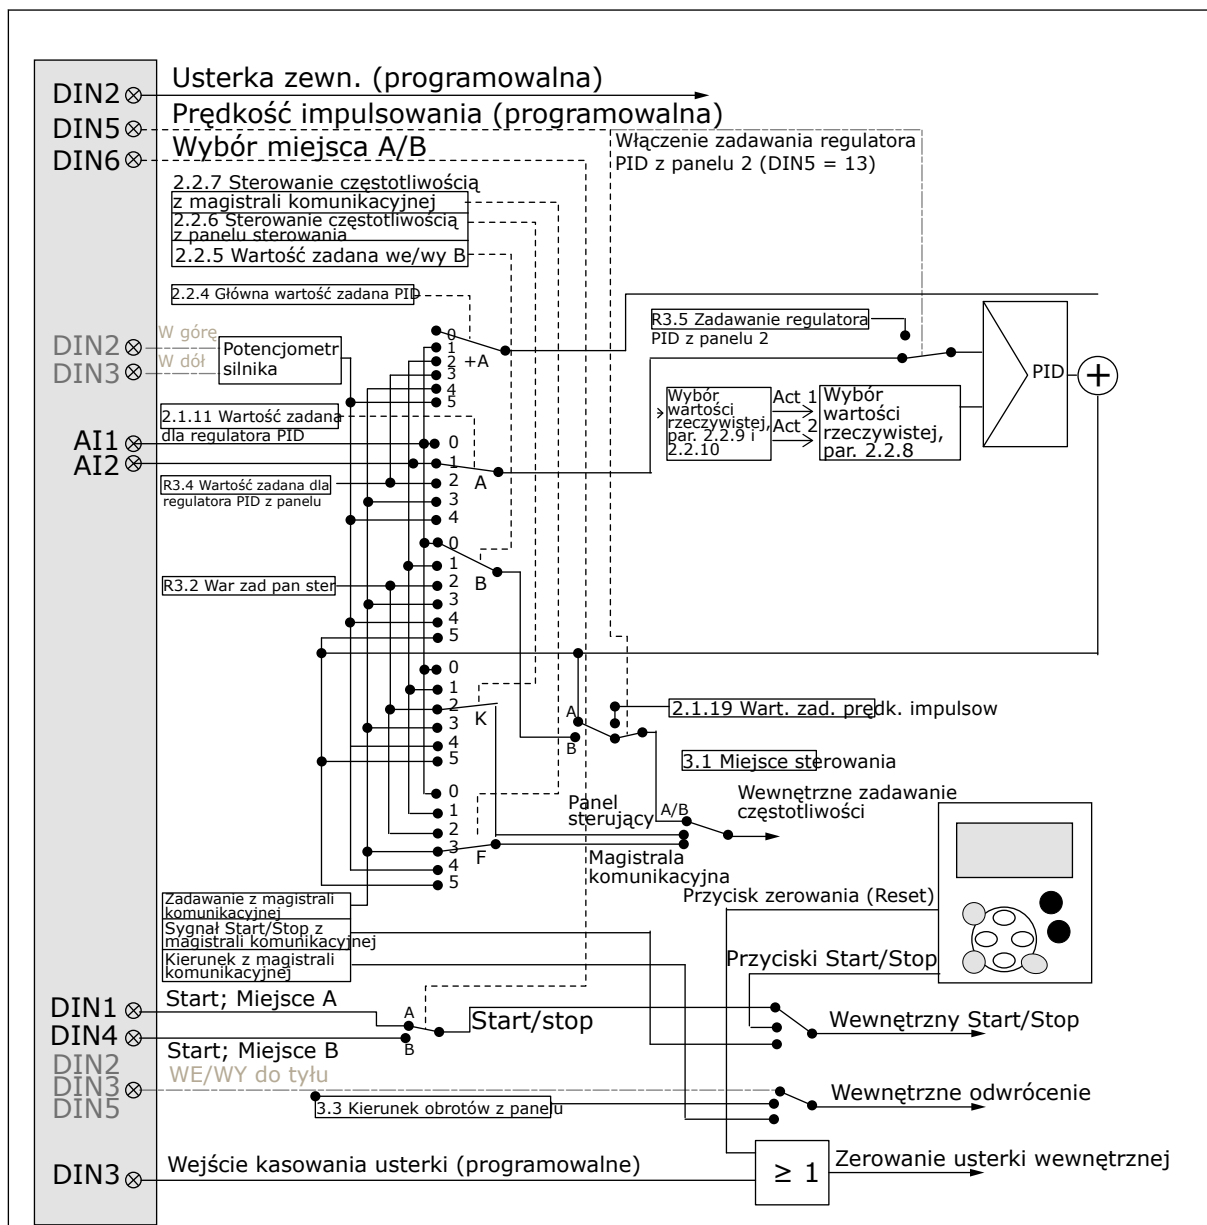 DIN2
Usterka zewn. (programowalna)
DIN5
Prędkość impulsowania (programowalna)
DIN6
Wybór miejsca A/B
Włączenie zadawania regulatora
PID z panelu 2 (DIN5 = 13)
2.2.7 Sterowanie częstotliwością
z magistrali komunikacyjnej
2.2.6 Sterowanie częstotliwością
z panelu sterowania
2.2.5 Wartość zadana we/wy B
2.2.4 Główna wartość zadana PID
R3.5 Zadawanie regulatora
PID z panelu 2
DIN2
W górę
DIN3
W dół
Potencjometr
silnika
0
1
2
+A
3
4
5
PID
+
Wybór
wartości
rzeczywistej,
par. 2.2.9 i
2.2.10
Act 1
Act 2
Wybór
wartości
rzeczywistej,
par. 2.2.8
2.1.11 Wartość zadana
dla regulatora PID
AI1
AI2
0
1
2
A
3
4
R3.4 Wartość zadana dla
regulatora PID z panelu
0
1
2
B
3
4
5
R3.2 War zad pan ster
0
1
2
K
3
4
5
A
B
2.1.19 Wart. zad. prędk. impulsow
3.1 Miejsce sterowania
0
1
2
3
F
4
5
Panel
sterujący
A/B
Wewnętrzne zadawanie
częstotliwości
Magistrala
komunikacyjna
Przycisk zerowania (Reset)
Zadawanie z magistrali
komunikacyjnej
Sygnał Start/Stop z
magistrali komunikacyjnej
Kierunek z magistrali
komunikacyjnej
Przyciski Start/Stop
DIN1
Start; Miejsce A
A
Start/stop
Wewnętrzny Start/Stop
DIN4
B
Start; Miejsce B
DIN2
DIN3
DIN5
WE/WY do tyłu
3.3 Kierunek obrotów z panelu
Wewnętrzne odwrócenie
DIN3
Wejście kasowania usterki (programowalne)
≥ 1
Zerowanie usterki wewnętrznej